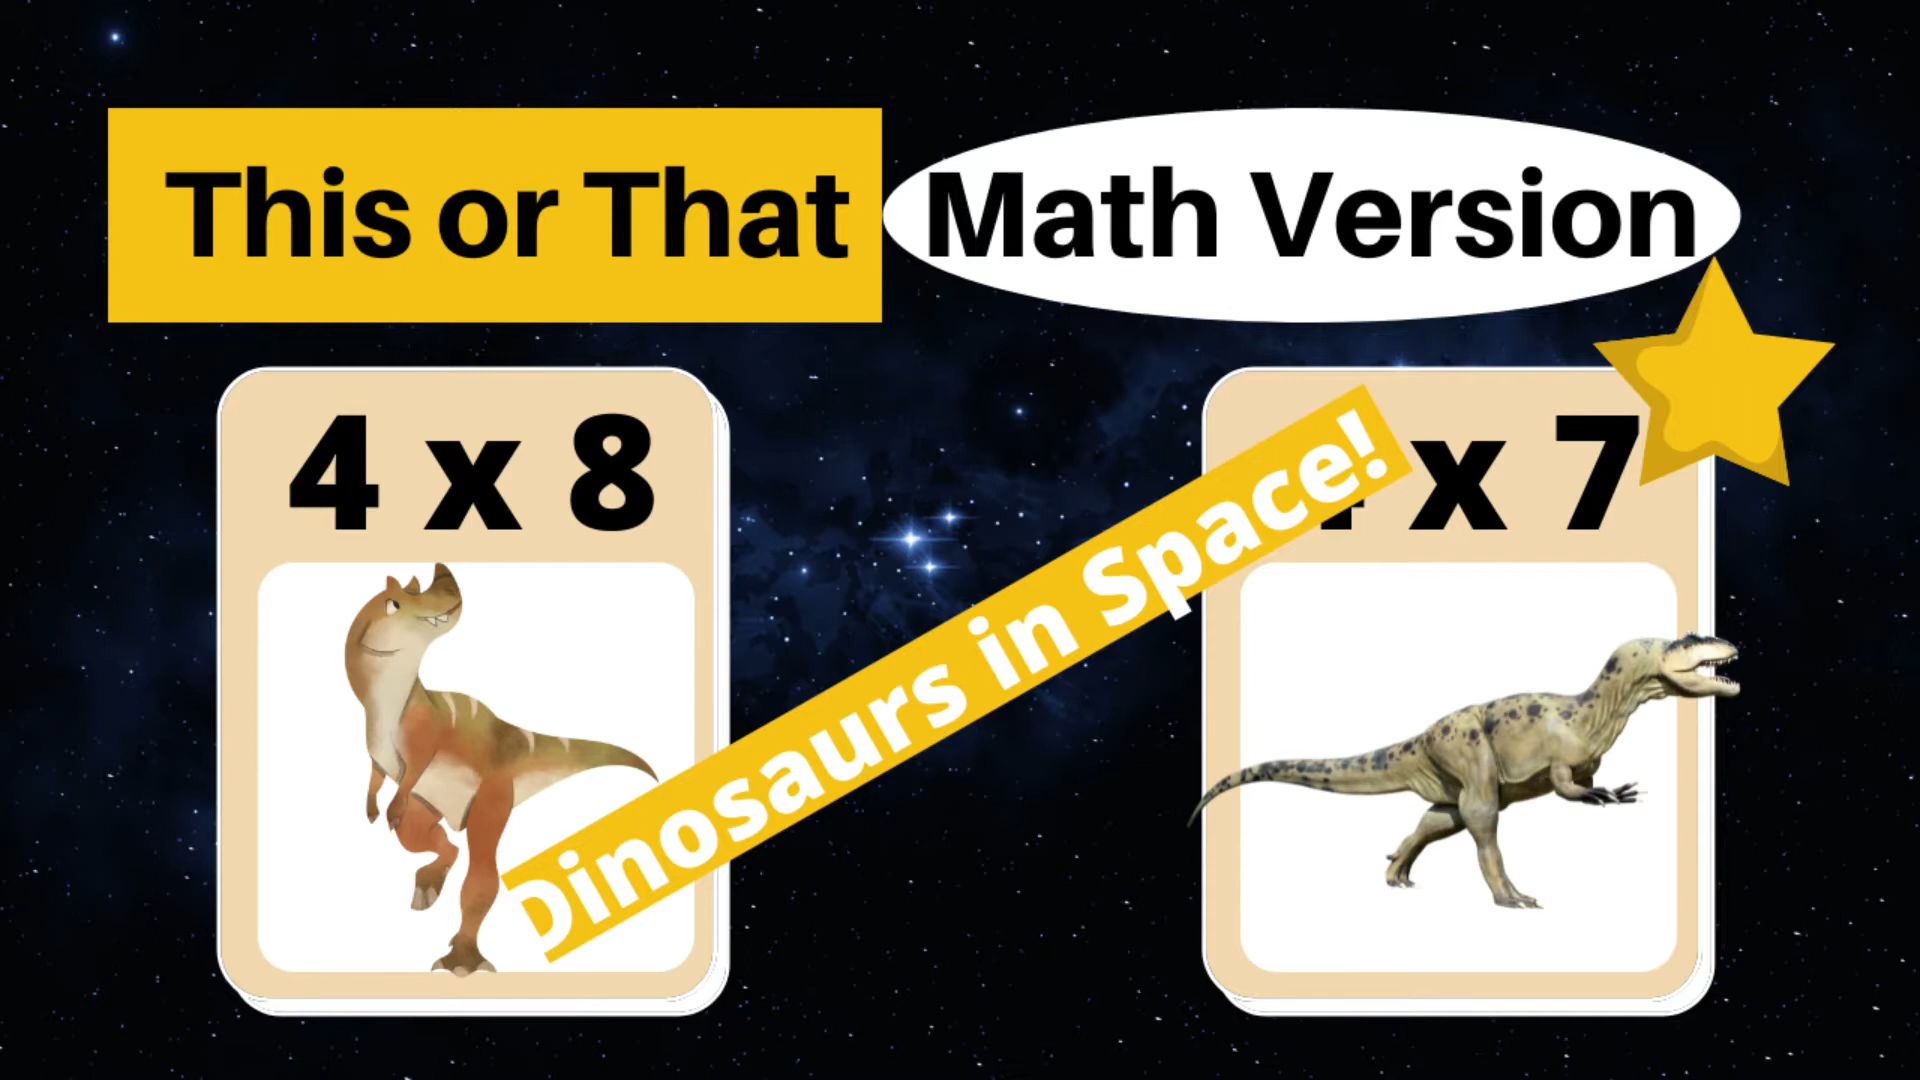 This or That
Math Version
4 x 8
x 7
Dinosaurs in Space!